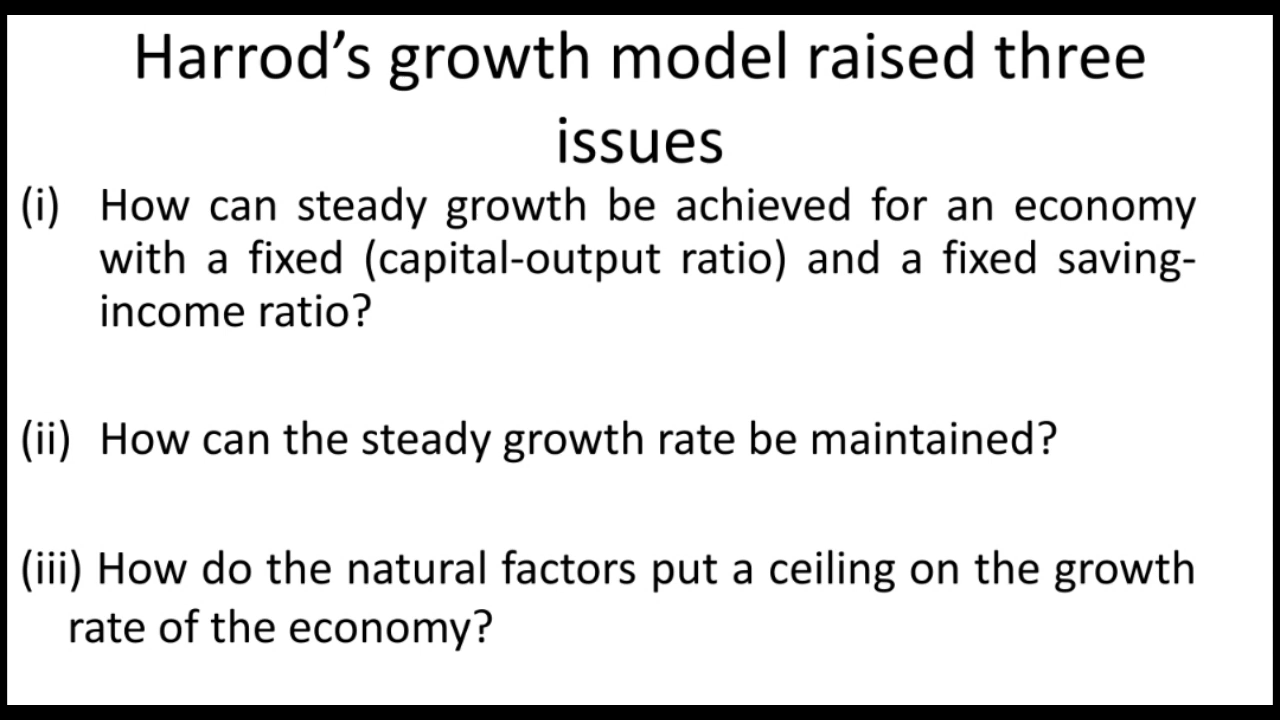 Harrod’s growth model raised three
issues
(i) How can steady growth be achieved for an economy
with a fixed (capital-output ratio) and a fixed saving-
income ratio?
(ii) How can the steady growth rate be maintained?
(iii) How do the natural factors put a ceiling on the growth
rate of the economy?